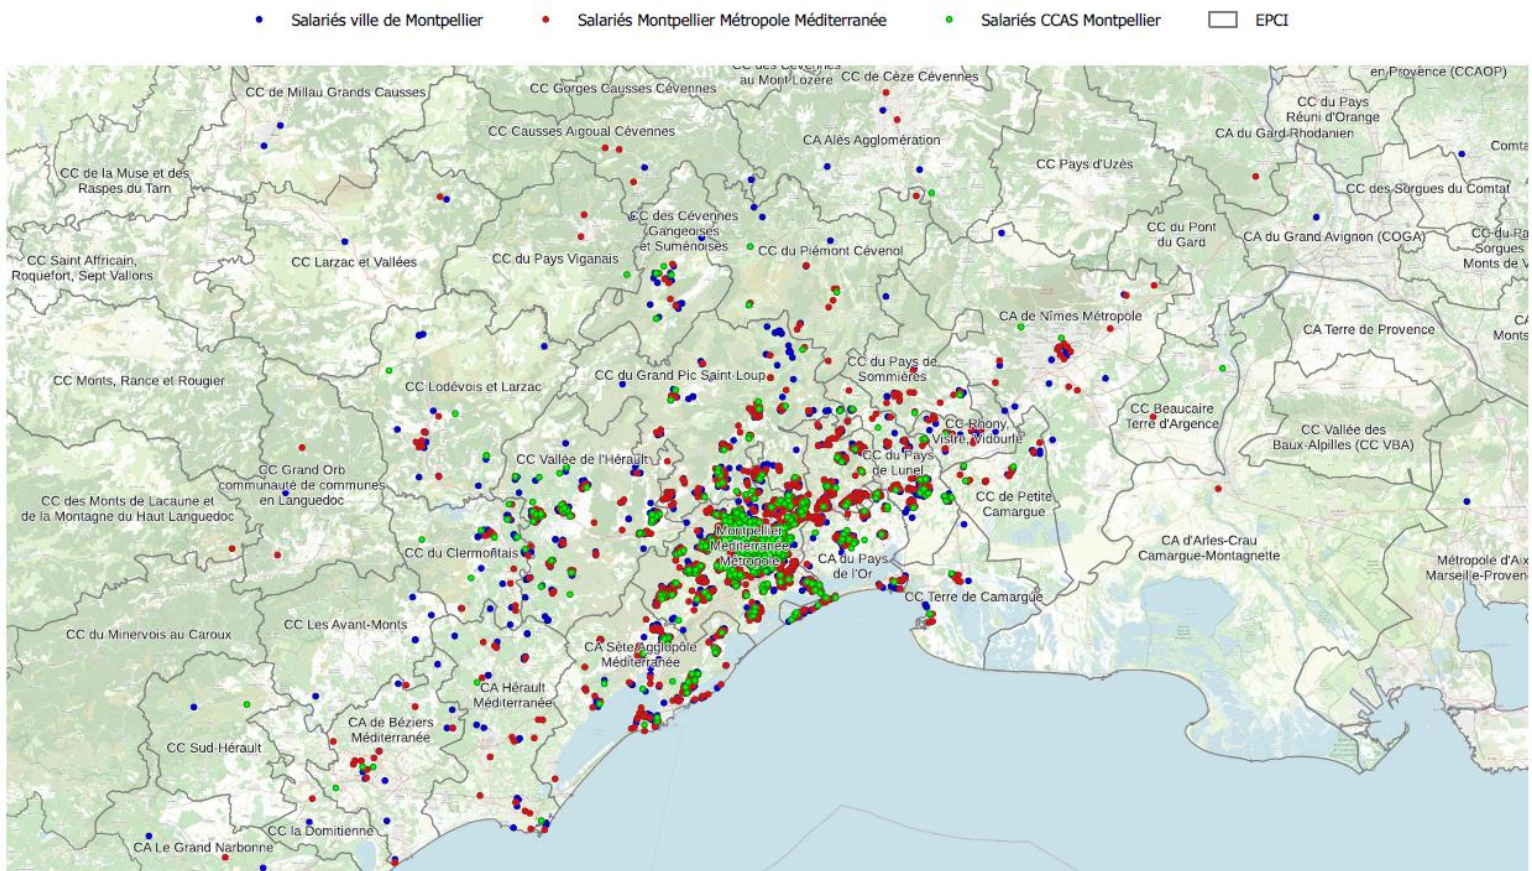 Salariés ville de Montpellier
Salariés Montpellier Métropole Méditerranée
Salariés CCAS Montpellier
EPCI
CC des Cévennes
au Mont Lozère
CC de Cèze Cévennes
en Provence (CCAOP)
CC de Millau Grands Causses
CC Gorges Causses Cévennes
CC du Pays
Réuni d'Orange
CC Causses Aigoual Cévennes
CA Alès Agglomération
CA du Gard Rhodanien
CC Pays d'Uzès
CC de la Muse et des
Raspes du Tarn
CC des Sorgues du Comtat
CC des Cévennes
Gangeoises
et Suménoises
CC du Pont
du Gard
CA du Grand Avignon (COGA)
Sorgues
Monts de V
CC du Piémont Cévenol
CC Saint Affricain,
Roquefort, Sept Vallons
CC Larzac et Vallées
CC du Pays Viganais
CA de Nîmes Métropole
CA Terre de Provence
CA
Monts
CC Monts, Rance et Rougier
CC Lodévois et Larzac
CC du Grand Pic Saint-Loup
CC du Pays de
Sommières
CC Beaucaire
Terre d'Argence
CC Rhony,
Vistre, Vidourle
CC Vallée des
Baux-Alpilles (CC VBA)
CC Grand Orb
communauté de communes
en Languedoc
CC Vallée de l'Hérault
CC du Pays
de Lunel
CC des Monts de Lacaune et
de la Montagne du Haut Languedoc
CC de Petite
Camargue
Montpellier
Méditerranée
Métropole
CC du Clermontais
CA du Pays
de l'Or
CA d'Arles-Crau
Camargue-Montagnette
Métropole d'Aix
Marseille-Proven
CC Terre de Camargue
CC du Minervois au Caroux
CC Les Avant-Monts
CA Sète Agglopôle
Méditerranée
CA Hérault
Méditerranée
CC Sud-Hérault
CA de Béziers
Méditerranée
CC la Domitienne
CA Le Grand Narbonne